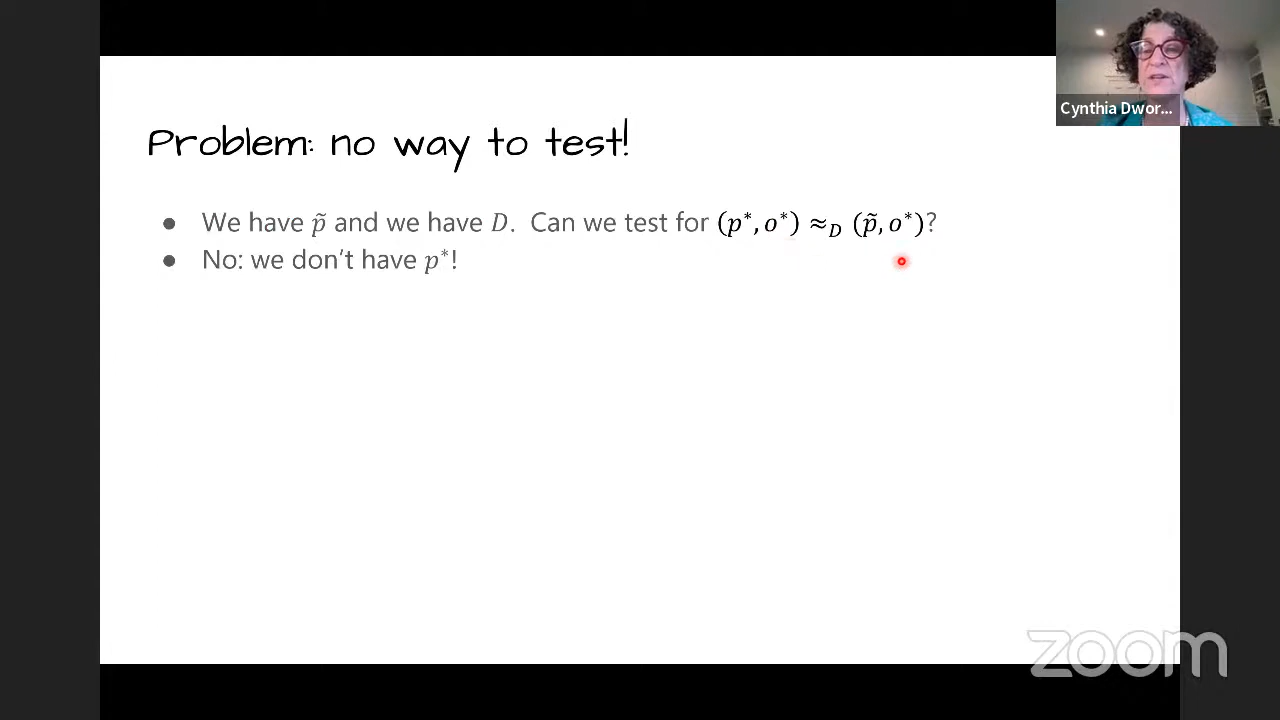 Cynthia Dwor...
Problem: no way to test!
● We have p̃ and we have D. Can we test for (p*, o*) ≈_D (p̃, o*)?
● No: we don't have p*!
zoom